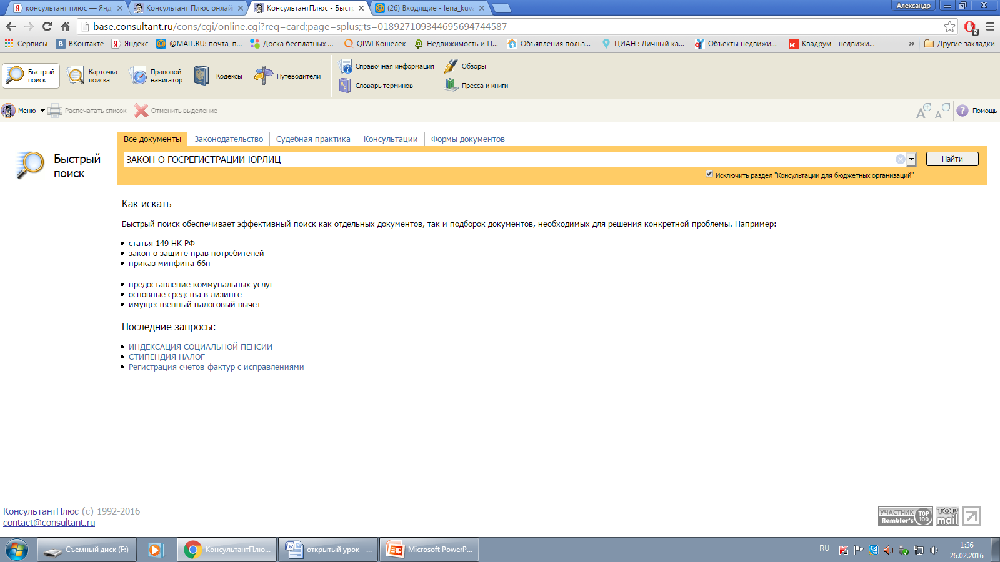 консультант плюс — Янд
Консультант Плюс онлай
КонсультантПлюс - Быст
(26) Входящие - lena_kuva
Александр
base.consultant.ru/cons/cgi/online.cgi?req=card;page=splus;;ts=018927109344695694744587
2
Сервисы
ВКонтакте
Яндекс
@MAIL.RU: почта, п...
Доска бесплатных ...
QIWI Кошелек
Недвижимость и Ц...
Объявления польз...
ЦИАН : Личный ка...
Объекты недвижи...
Квадрум - недвижи...
»
Другие закладки
Быстрый
поиск
Карточка
поиска
Правовой
навигатор
Кодексы
Путеводители
Справочная информация
Словарь терминов
Обзоры
Пресса и книги
Меню
Распечатать список
Отменить выделение
Помощь
Быстрый
поиск
Все документы
Законодательство
Судебная практика
Консультации
Формы документов
ЗАКОН О ГОСРЕГИСТРАЦИИ ЮРЛИЦ
Найти
Исключить раздел "Консультации для бюджетных организаций"
Как искать
Быстрый поиск обеспечивает эффективный поиск как отдельных документов, так и подборок документов, необходимых для решения конкретной проблемы. Например:
статья 149 НК РФ
закон о защите прав потребителей
приказ минфина 66н
предоставление коммунальных услуг
основные средства в лизинге
имущественный налоговый вычет
Последние запросы:
ИНДЕКСАЦИЯ СОЦИАЛЬНОЙ ПЕНСИИ
СТИПЕНДИЯ НАЛОГ
Регистрация счетов-фактур с исправлениями
КонсультантПлюс (c) 1992-2016
contact@consultant.ru
УЧАСТНИК
Rambler's
TOP
100
TOP
mail
Съемный диск (F:)
КонсультантПлю...
открытый урок - ...
Microsoft PowerP...
RU
1:36
26.02.2016